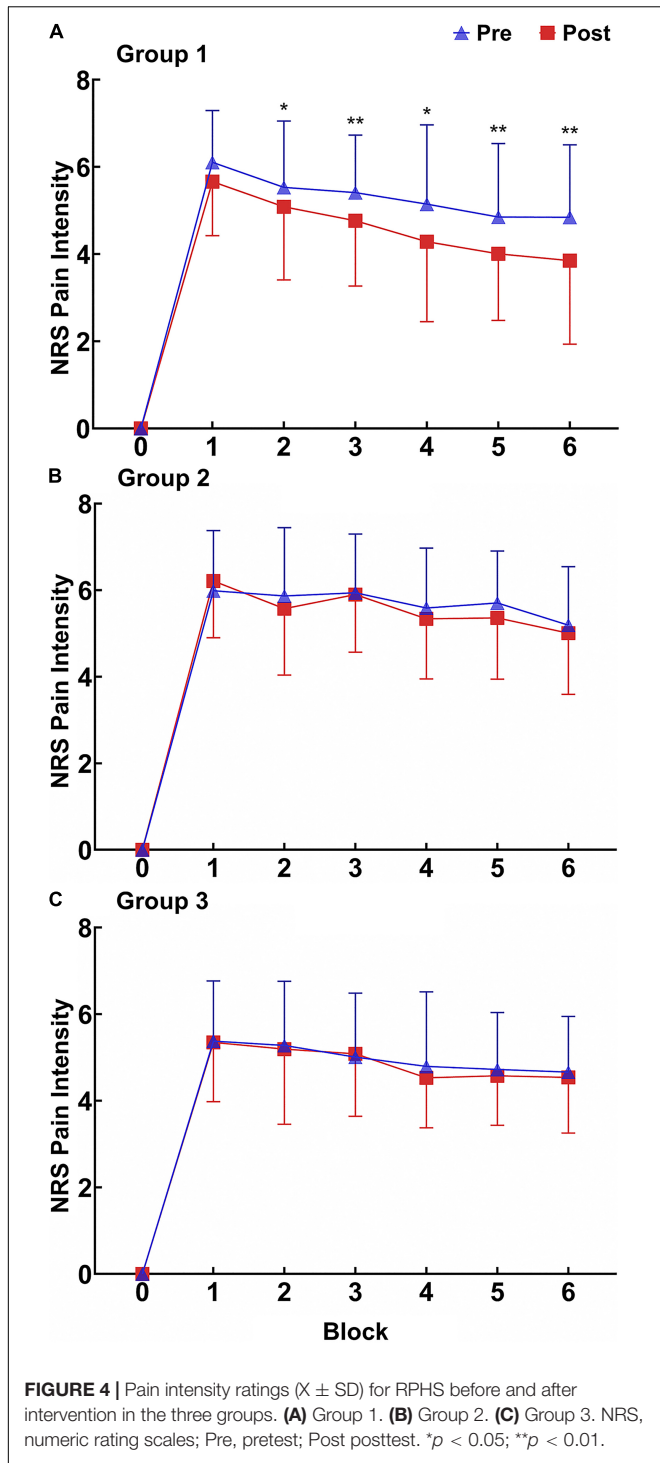 A
Pre Post
Group 1
8
* ** * ** **
6
4
2
0
NRS Pain Intensity
0 1 2 3 4 5 6
B
Group 2
8
6
4
2
0
NRS Pain Intensity
0 1 2 3 4 5 6
C
Group 3
8
6
4
2
0
NRS Pain Intensity
0 1 2 3 4 5 6
Block
FIGURE 4 | Pain intensity ratings (X ± SD) for RPHS before and after
intervention in the three groups. (A) Group 1. (B) Group 2. (C) Group 3. NRS,
numeric rating scales; Pre, pretest; Post posttest. *p < 0.05; **p < 0.01.